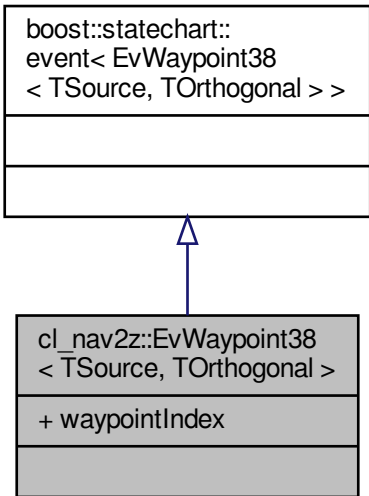 boost::statechart::
event< EvWaypoint38
< TSource, TOrthogonal > >
cl_nav2z::EvWaypoint38
< TSource, TOrthogonal >
+ waypointIndex